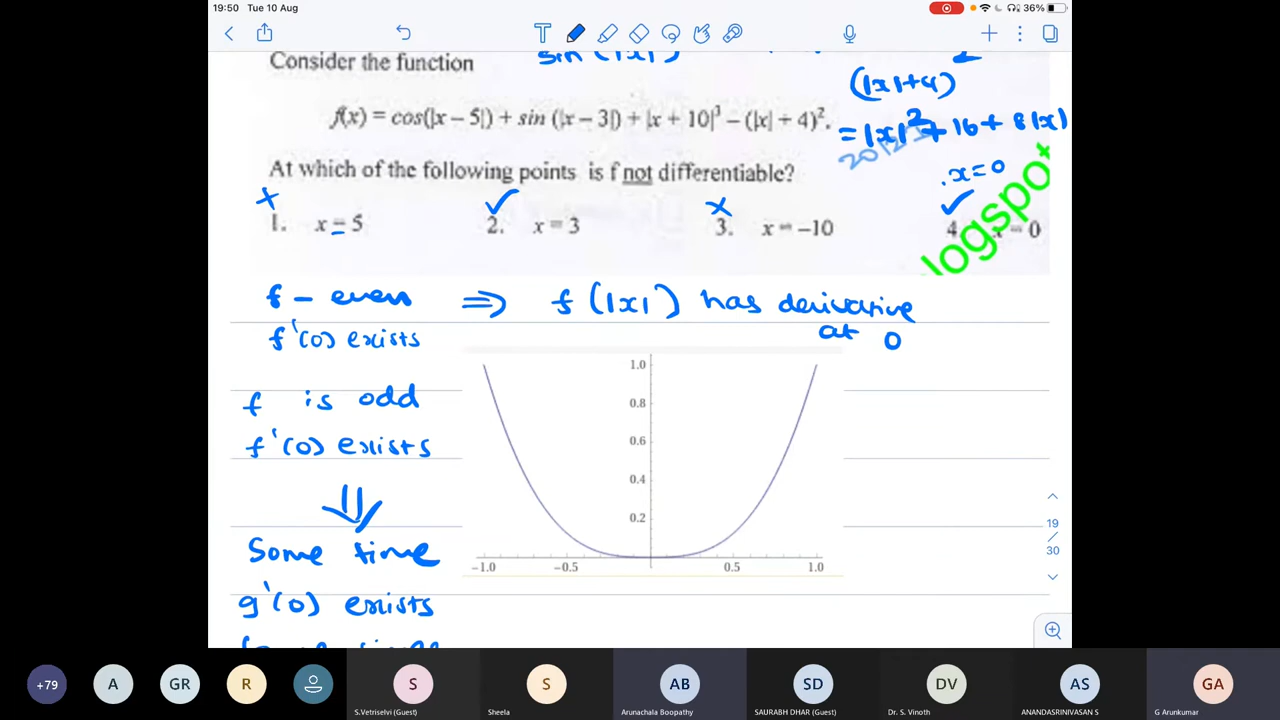 19:50 Tue 10 Aug
36%
T
Consider the function
sin (|x|)
2
(|x|+4)
f(x) = cos(|x − 5|) + sin (|x − 3|) + |x + 10|³ − (|x| + 4)².
= |x|² + 16 + 8|x|
At which of the following points is f not differentiable?
. x = 0
× ✓ × ✓
1. x = 5 2. x = 3 3. x = −10 4. x = 0
logspot
f - even ⇒ f (|x|) has derivative
f'(0) exists at 0
f is odd
f'(0) exists
⇓
Some time
g'(0) exists
1.0
0.8
0.6
0.4
0.2
−1.0 −0.5 0.5 1.0
19
/
30
+79 A GR R S S AB SD DV AS GA
S.Vetriselvi (Guest) Sheela Arunachala Boopathy SAURABH DHAR (Guest) Dr. S. Vinoth ANANDASRINIVASAN S G Arunkumar